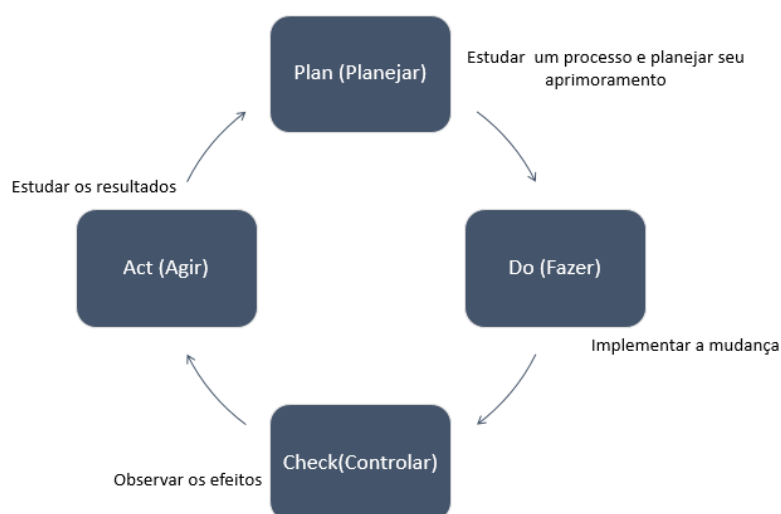 Plan (Planejar)
Estudar um processo e planejar seu
aprimoramento
Estudar os resultados
Act (Agir)
Do (Fazer)
Implementar a mudança
Check(Controlar)
Observar os efeitos